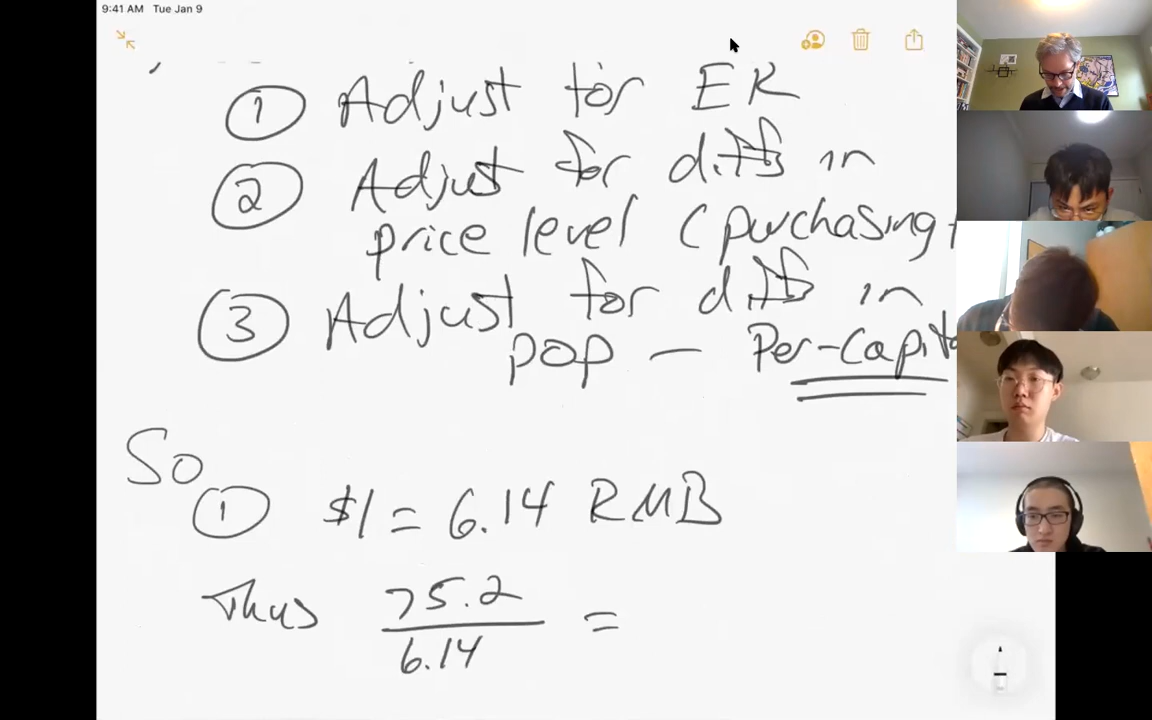 9:41 AM Tue Jan 9
① Adjust for ER
② Adjust for diffs in
price level (purchasing
③ Adjust for diffs in
pop — Per-Capita
So
① $1 = 6.14 RMB
Thus 75.2
6.14 =